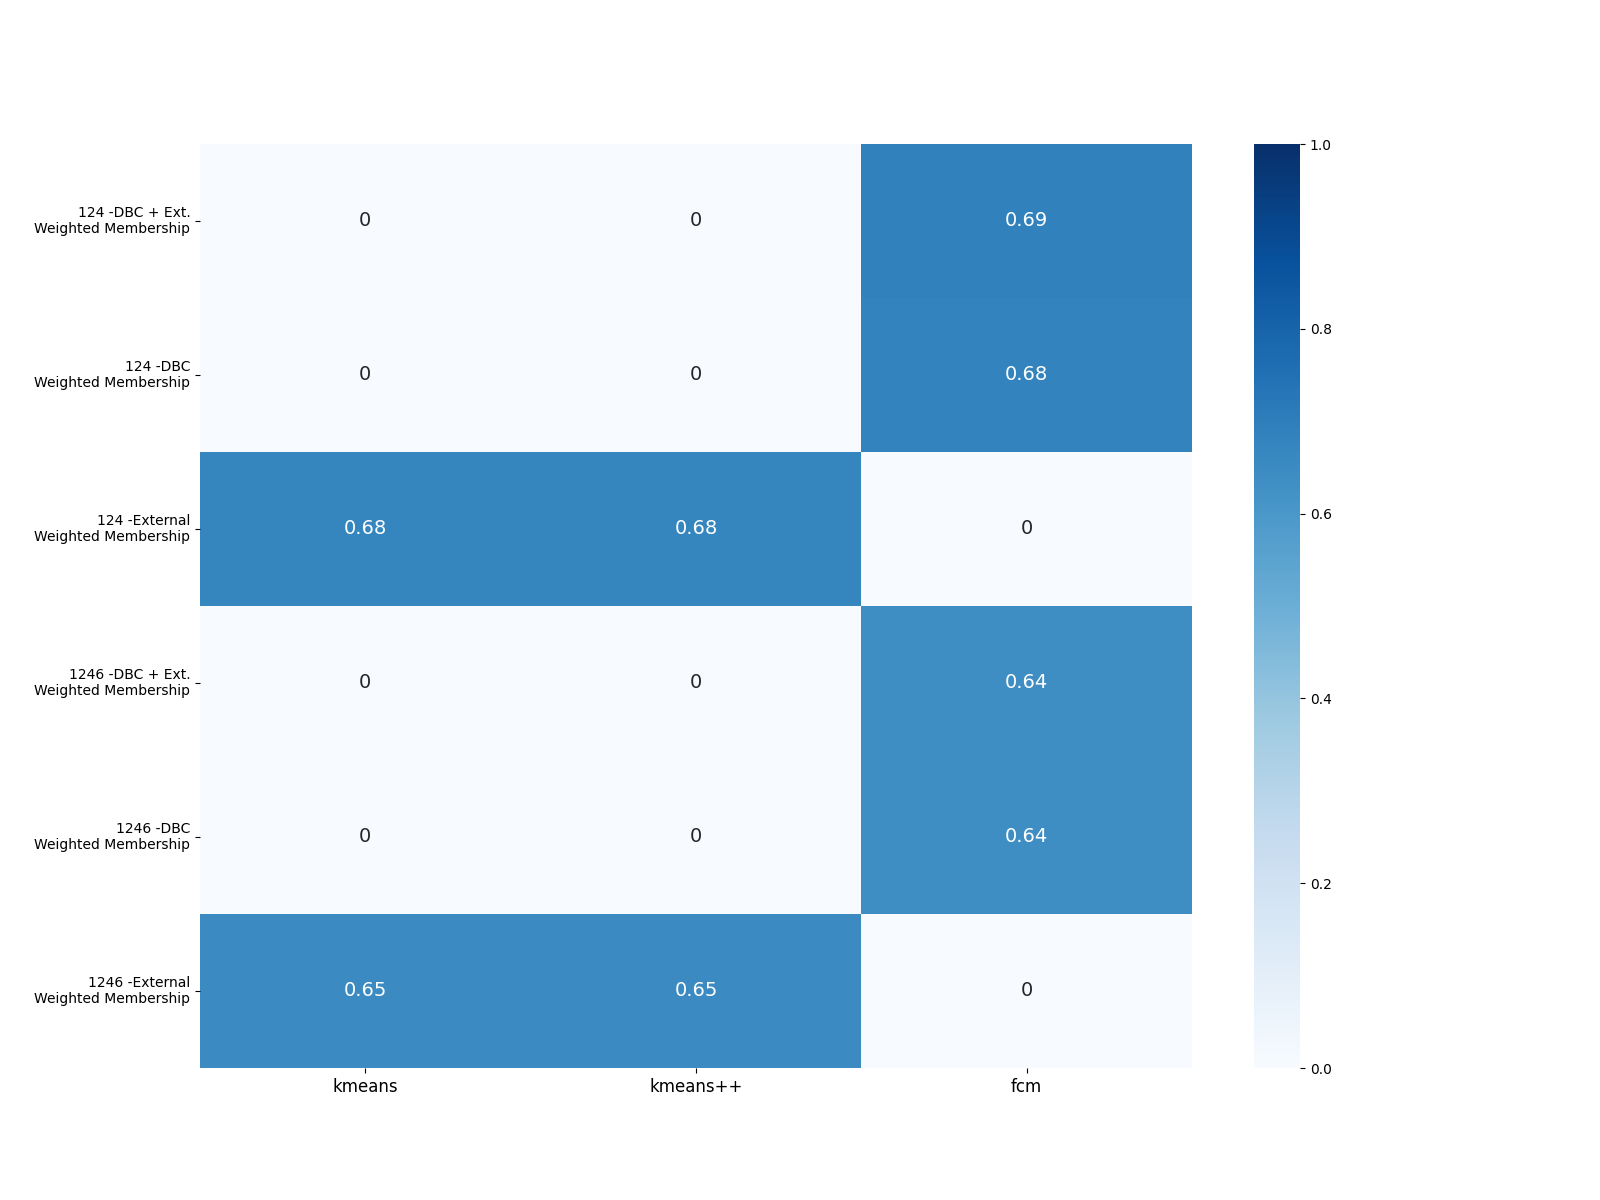 124 -DBC + Ext.
Weighted Membership
0
0
0.69
124 -DBC
Weighted Membership
0
0
0.68
124 -External
Weighted Membership
0.68
0.68
0
1246 -DBC + Ext.
Weighted Membership
0
0
0.64
1246 -DBC
Weighted Membership
0
0
0.64
1246 -External
Weighted Membership
0.65
0.65
0
kmeans
kmeans++
fcm
1.0
0.8
0.6
0.4
0.2
0.0